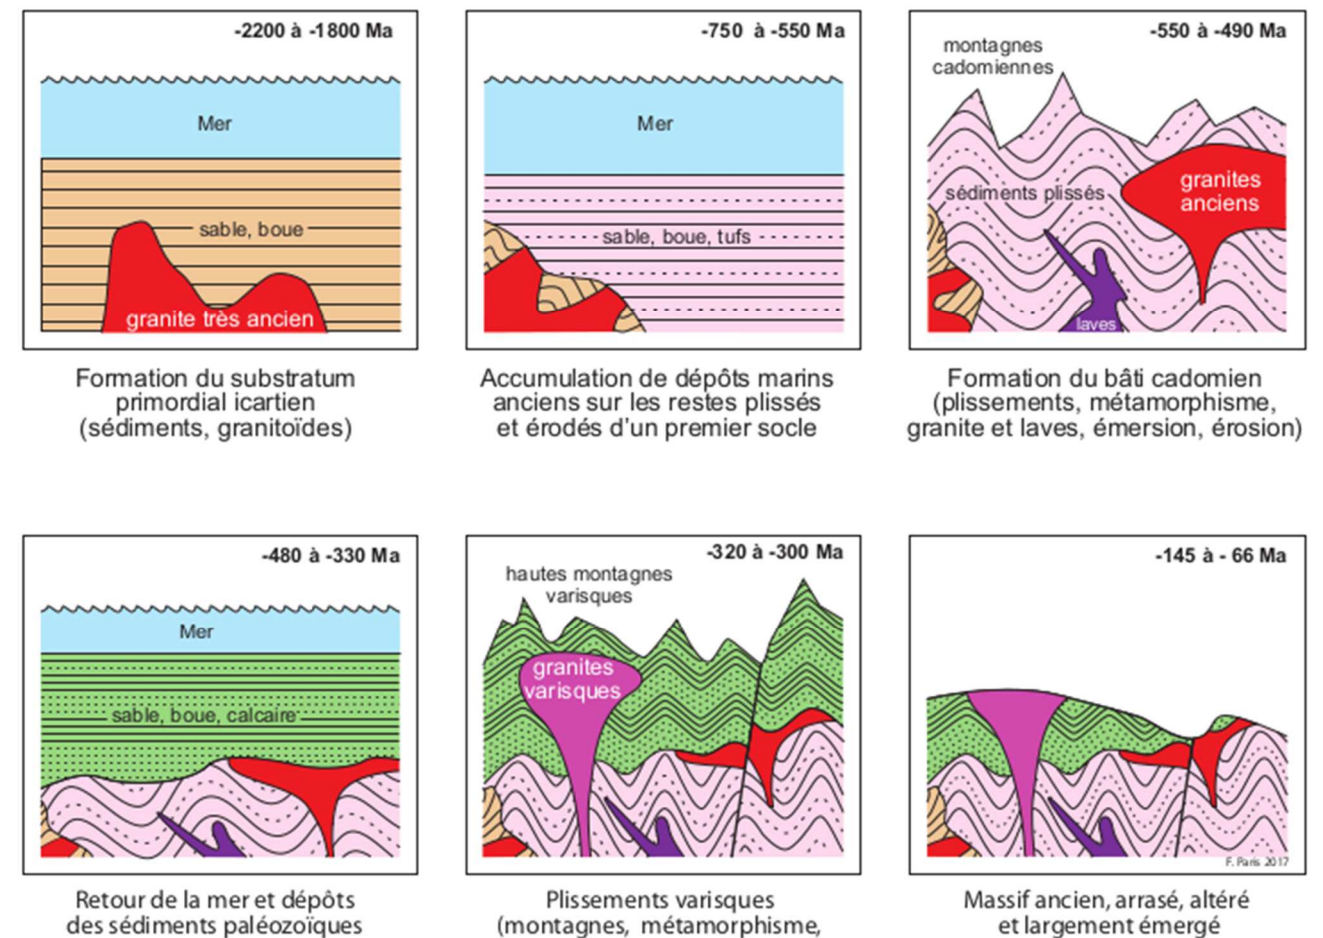 -2200 à -1800 Ma
Mer
sable, boue
granite très ancien
Formation du substratum
primordial icartien
(sédiments, granitoïdes)
-750 à -550 Ma
Mer
sable, boue, tufs
Accumulation de dépôts marins
anciens sur les restes plissés
et érodés d'un premier socle
-550 à -490 Ma
montagnes
cadomiennes
sédiments plissés
granites
anciens
laves
Formation du bâti cadomien
(plissements, métamorphisme,
granite et laves, émersion, érosion)
-480 à -330 Ma
Mer
sable, boue, calcaire
Retour de la mer et dépôts
des sédiments paléozoïques
-320 à -300 Ma
hautes montagnes
varisques
granites
varisques
Plissements varisques
(montagnes, métamorphisme,
-145 à - 66 Ma
F. Paris 2017
Massif ancien, arrasé, altéré
et largement émergé